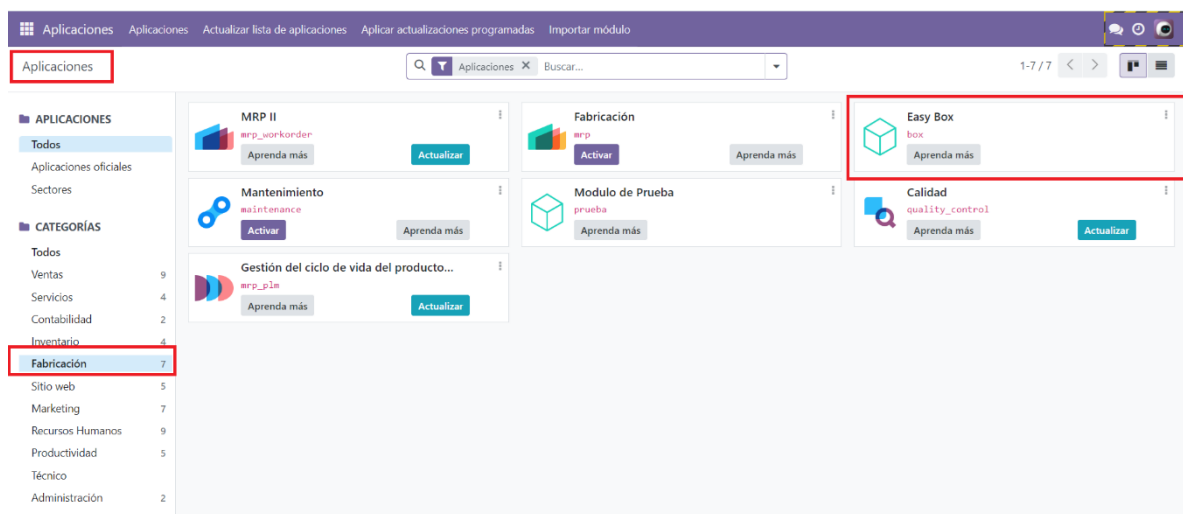 Aplicaciones Aplicaciones Actualizar lista de aplicaciones Aplicar actualizaciones programadas Importar módulo
Aplicaciones
Aplicaciones X Buscar...
1-7 / 7
APLICACIONES
Todos
Aplicaciones oficiales
Sectores
CATEGORÍAS
Todos
Ventas 9
Servicios 4
Contabilidad 2
Inventario 4
Fabricación 7
Sitio web 5
Marketing 7
Recursos Humanos 9
Productividad 5
Técnico
Administración 2
MRP II
mrp_workorder
Aprenda más Actualizar
Fabricación
mrp
Activar Aprenda más
Easy Box
box
Aprenda más
Mantenimiento
maintenance
Activar Aprenda más
Modulo de Prueba
prueba
Aprenda más
Calidad
quality_control
Aprenda más Actualizar
Gestión del ciclo de vida del producto...
mrp_plm
Aprenda más Actualizar